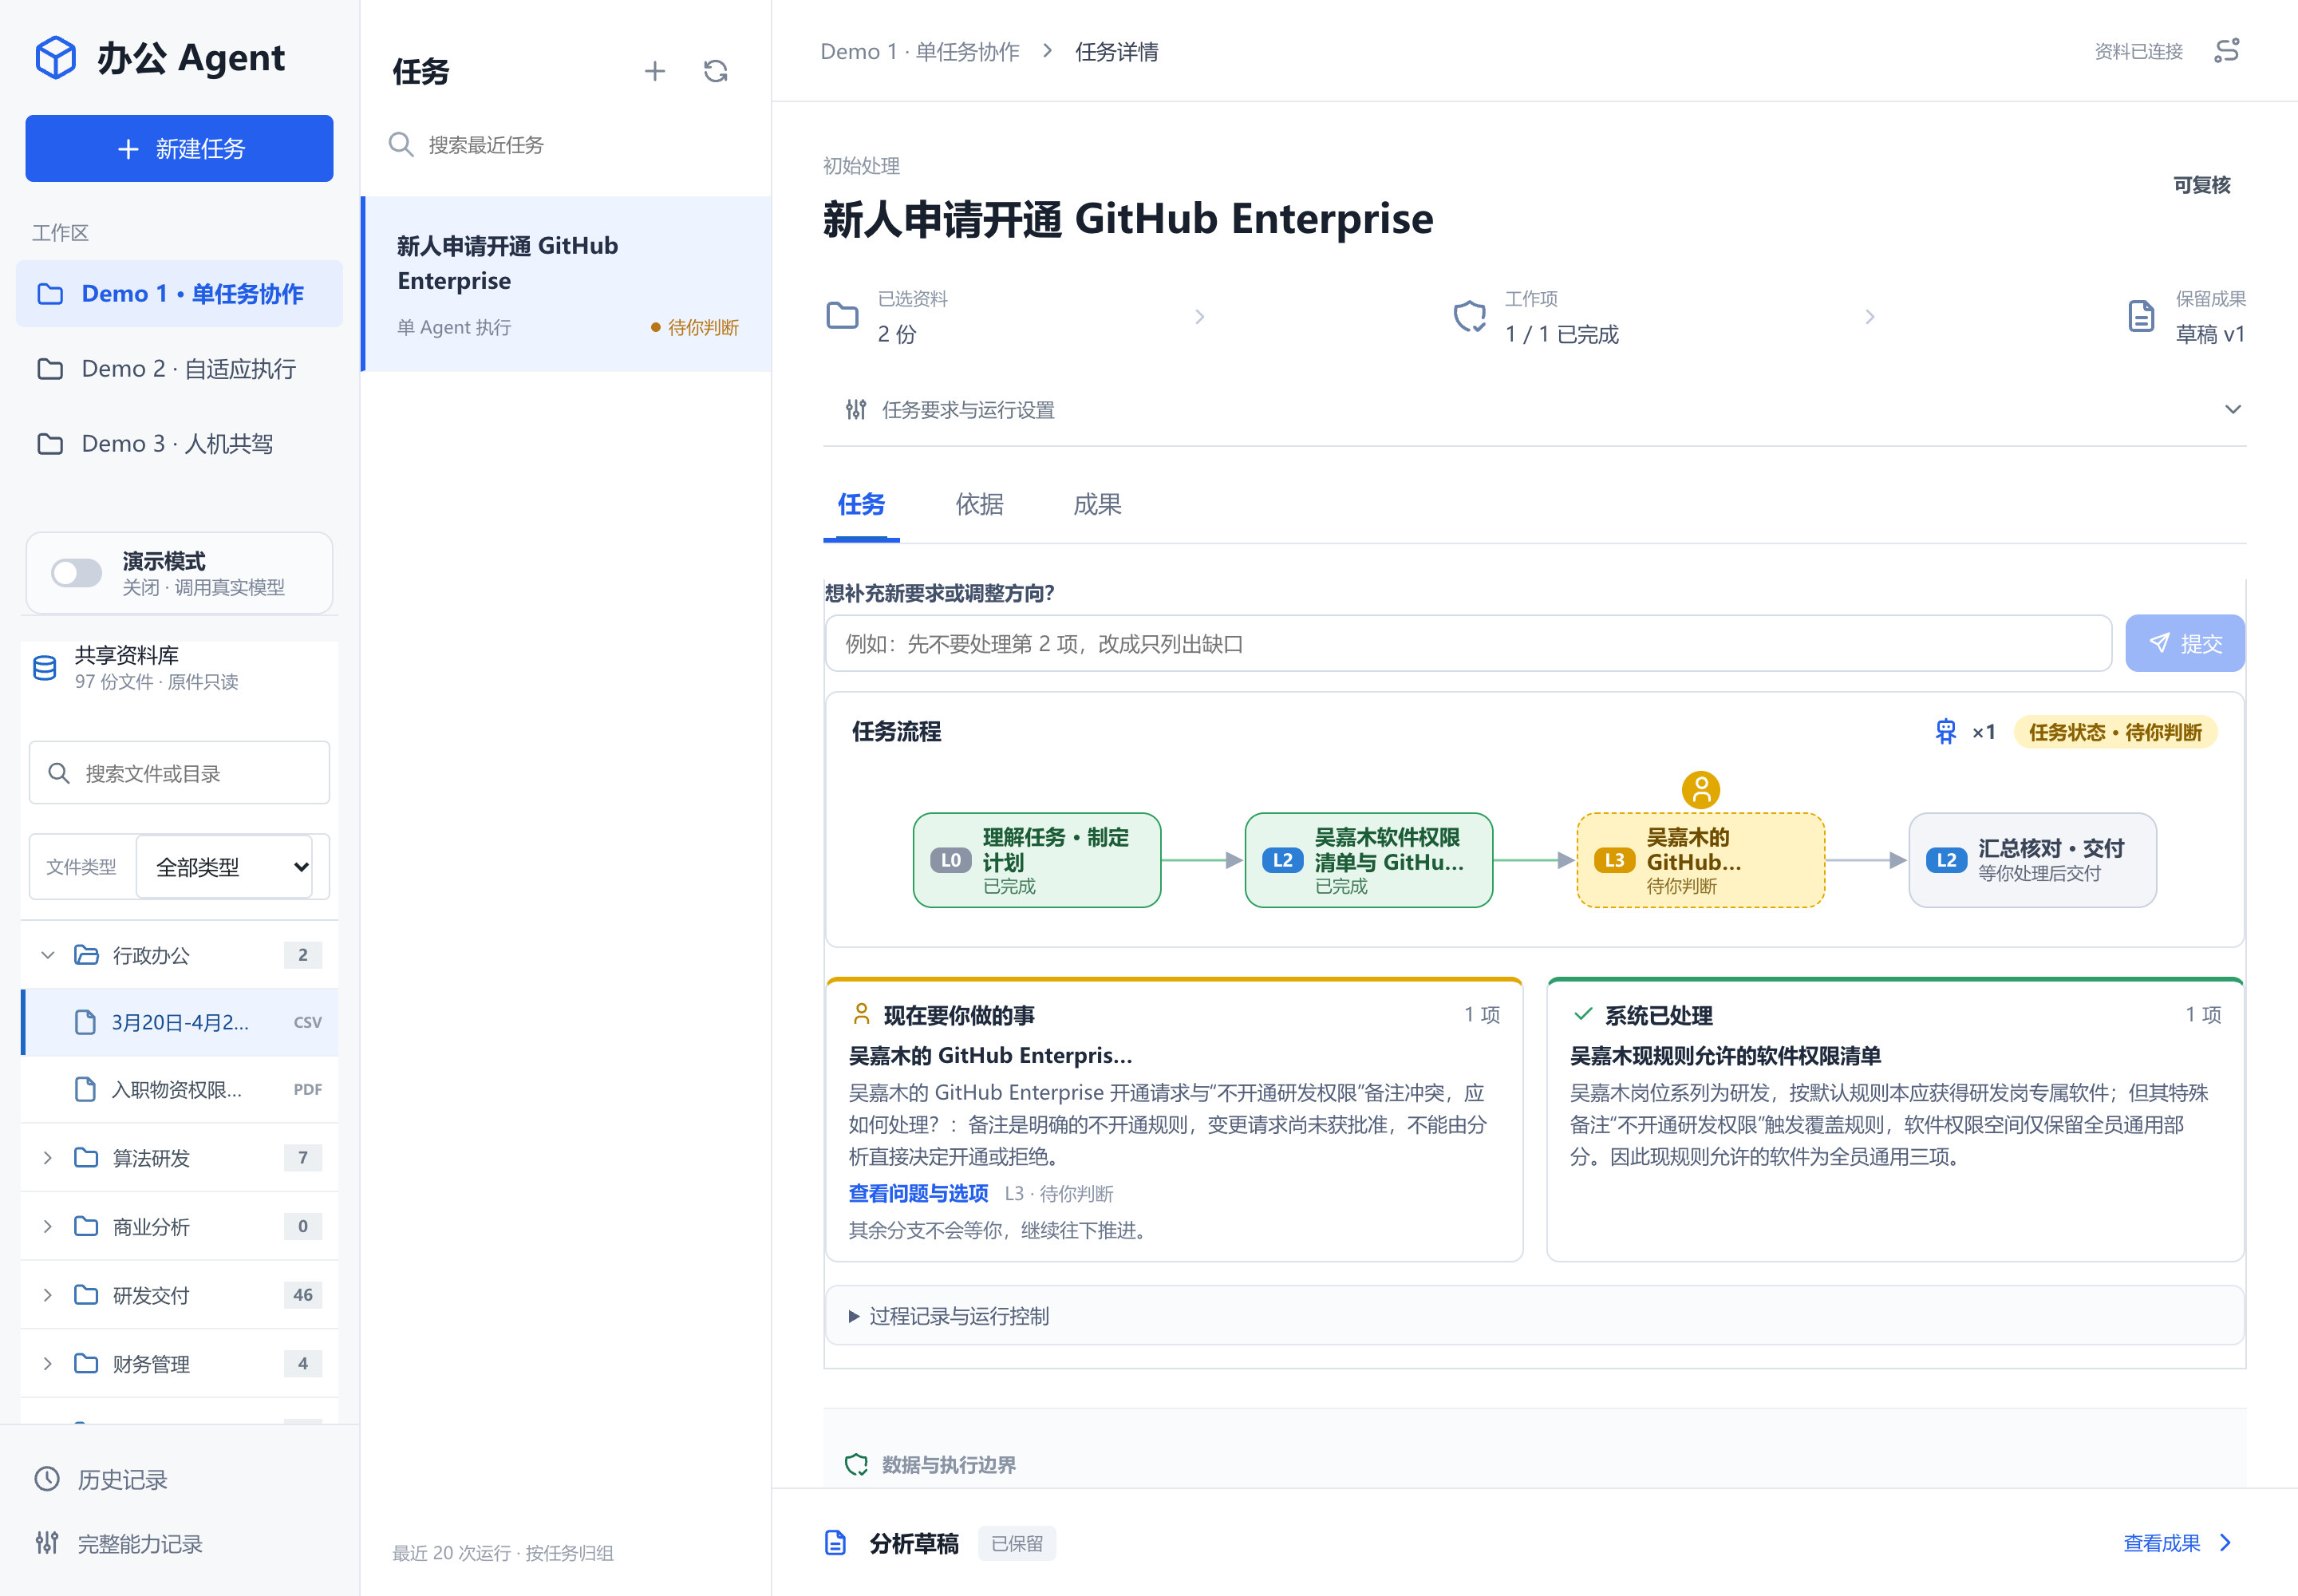 办公 Agent
新建任务
工作区
Demo 1 · 单任务协作
Demo 2 · 自适应执行
Demo 3 · 人机共驾
演示模式
关闭 · 调用真实模型
共享资料库
97 份文件 · 原件只读
搜索文件或目录
文件类型
全部类型
行政办公
2
3月20日-4月2...
CSV
入职物资权限...
PDF
算法研发
7
商业分析
0
研发交付
46
财务管理
4
历史记录
完整能力记录
任务
搜索最近任务
新人申请开通 GitHub
Enterprise
单 Agent 执行
待你判断
最近 20 次运行 · 按任务归组
Demo 1 · 单任务协作
任务详情
资料已连接
初始处理
新人申请开通 GitHub Enterprise
可复核
已选资料
2 份
工作项
1 / 1 已完成
保留成果
草稿 v1
任务要求与运行设置
任务
依据
成果
想补充新要求或调整方向？
例如：先不要处理第 2 项，改成只列出缺口
提交
任务流程
×1
任务状态 · 待你判断
L0
理解任务 · 制定
计划
已完成
L2
吴嘉木软件权限
清单与 GitHu...
已完成
L3
吴嘉木的
GitHub...
待你判断
L2
汇总核对 · 交付
等你处理后交付
现在要你做的事
1 项
吴嘉木的 GitHub Enterpris...
吴嘉木的 GitHub Enterprise 开通请求与“不开通研发权限”备注冲突，应
如何处理？：备注是明确的不开通规则，变更请求尚未获批准，不能由分
析直接决定开通或拒绝。
查看问题与选项
L3 · 待你判断
其余分支不会等你，继续往下推进。
系统已处理
1 项
吴嘉木现规则允许的软件权限清单
吴嘉木岗位系列为研发，按默认规则本应获得研发岗专属软件；但其特殊
备注“不开通研发权限”触发覆盖规则，软件权限空间仅保留全员通用部
分。因此现规则允许的软件为全员通用三项。
过程记录与运行控制
数据与执行边界
分析草稿
已保留
查看成果